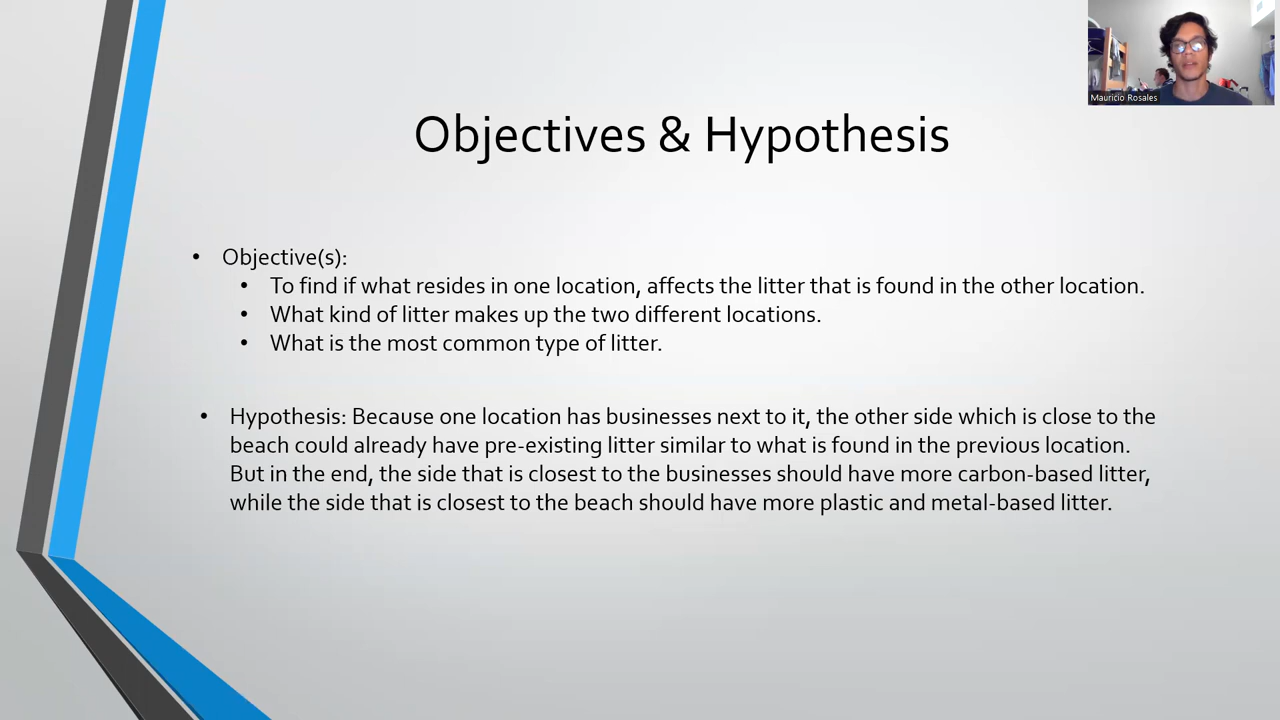 Mauricio Rosales
Objectives & Hypothesis
• Objective(s):
• To find if what resides in one location, affects the litter that is found in the other location.
• What kind of litter makes up the two different locations.
• What is the most common type of litter.
• Hypothesis: Because one location has businesses next to it, the other side which is close to the
beach could already have pre-existing litter similar to what is found in the previous location.
But in the end, the side that is closest to the businesses should have more carbon-based litter,
while the side that is closest to the beach should have more plastic and metal-based litter.